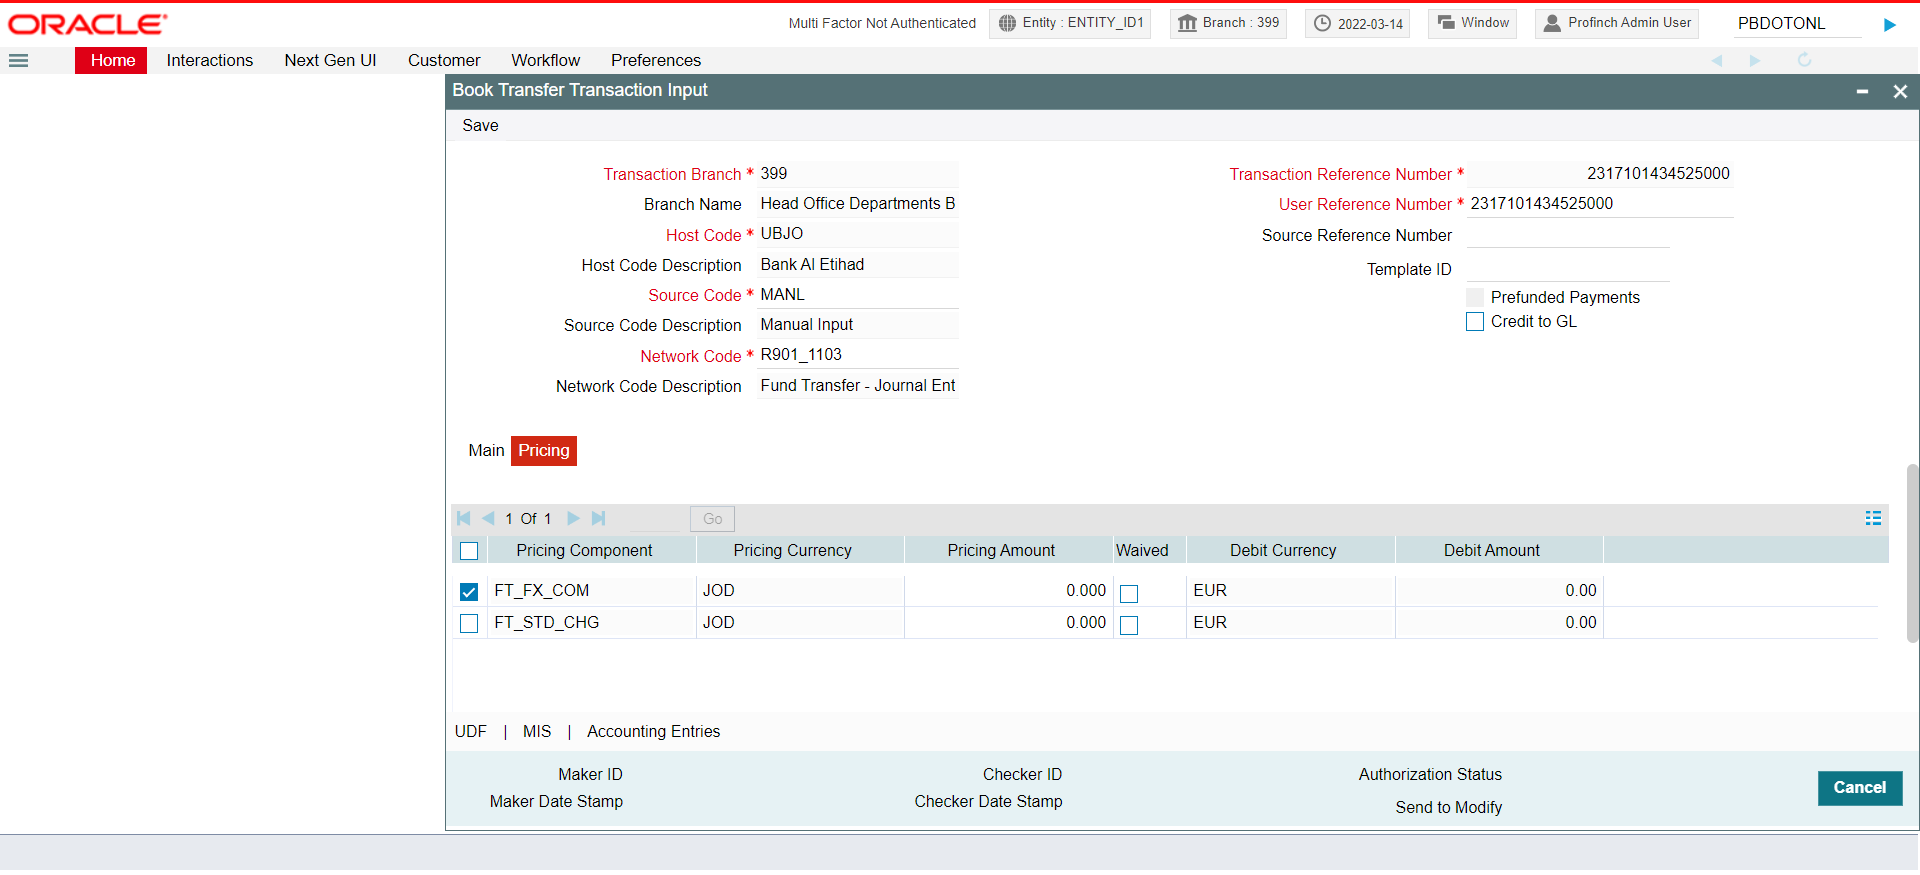 ORACLE
Multi Factor Not Authenticated Entity : ENTITY_ID1 Branch : 399 2022-03-14 Window Profinch Admin User PBDOTONL
Home Interactions Next Gen UI Customer Workflow Preferences
Book Transfer Transaction Input
Save
Transaction Branch * 399 Transaction Reference Number * 2317101434525000
Branch Name Head Office Departments B User Reference Number * 2317101434525000
Host Code * UBJO Source Reference Number
Host Code Description Bank Al Etihad Template ID
Source Code * MANL Prefunded Payments
Source Code Description Manual Input Credit to GL
Network Code * R901_1103
Network Code Description Fund Transfer - Journal Ent
Main Pricing
1 Of 1 Go
Pricing Component Pricing Currency Pricing Amount Waived Debit Currency Debit Amount
FT_FX_COM JOD 0.000 EUR 0.00
FT_STD_CHG JOD 0.000 EUR 0.00
UDF | MIS | Accounting Entries
Maker ID Checker ID Authorization Status
Cancel
Maker Date Stamp Checker Date Stamp Send to Modify